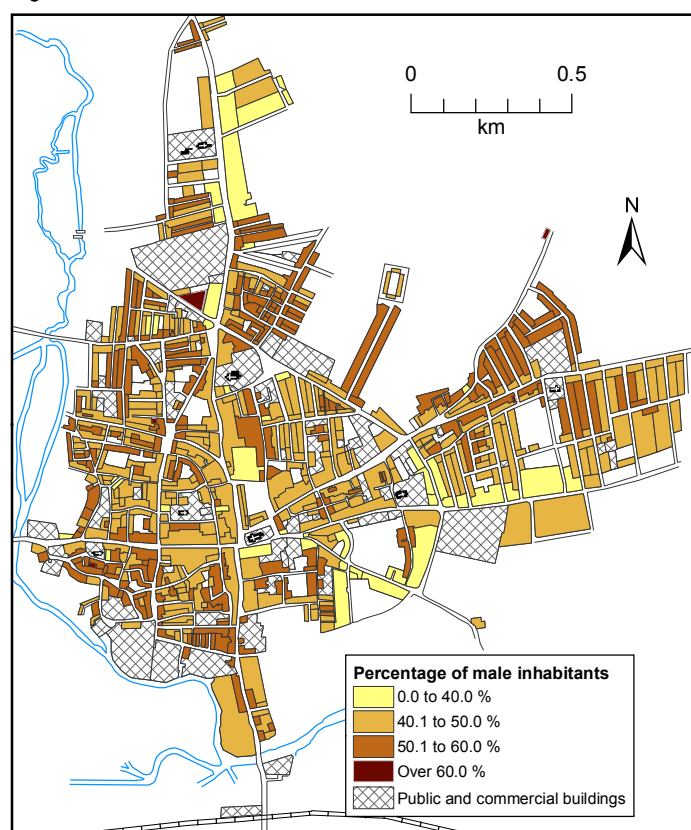 0 0.5
km
N
Percentage of male inhabitants
0.0 to 40.0 %
40.1 to 50.0 %
50.1 to 60.0 %
Over 60.0 %
Public and commercial buildings